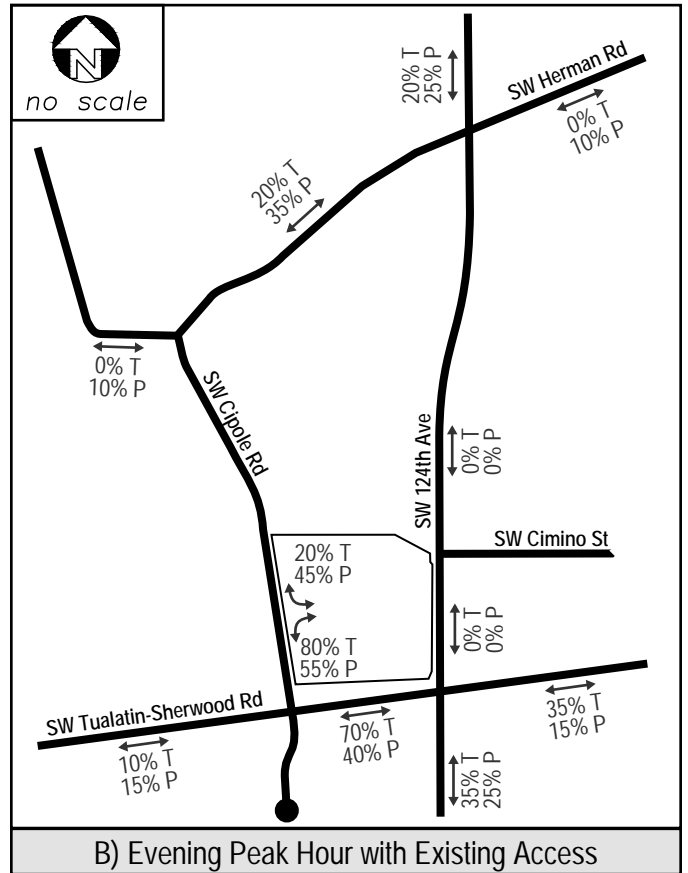 N
no scale
20% T
25% P
SW Herman Rd
0% T
10% P
20% T
35% P
0% T
10% P
SW Cipole Rd
SW 124th Ave
0% T
0% P
SW Cimino St
20% T
45% P
80% T
55% P
0% T
0% P
SW Tualatin-Sherwood Rd
10% T
15% P
70% T
40% P
35% T
15% P
35% T
25% P
B) Evening Peak Hour with Existing Access